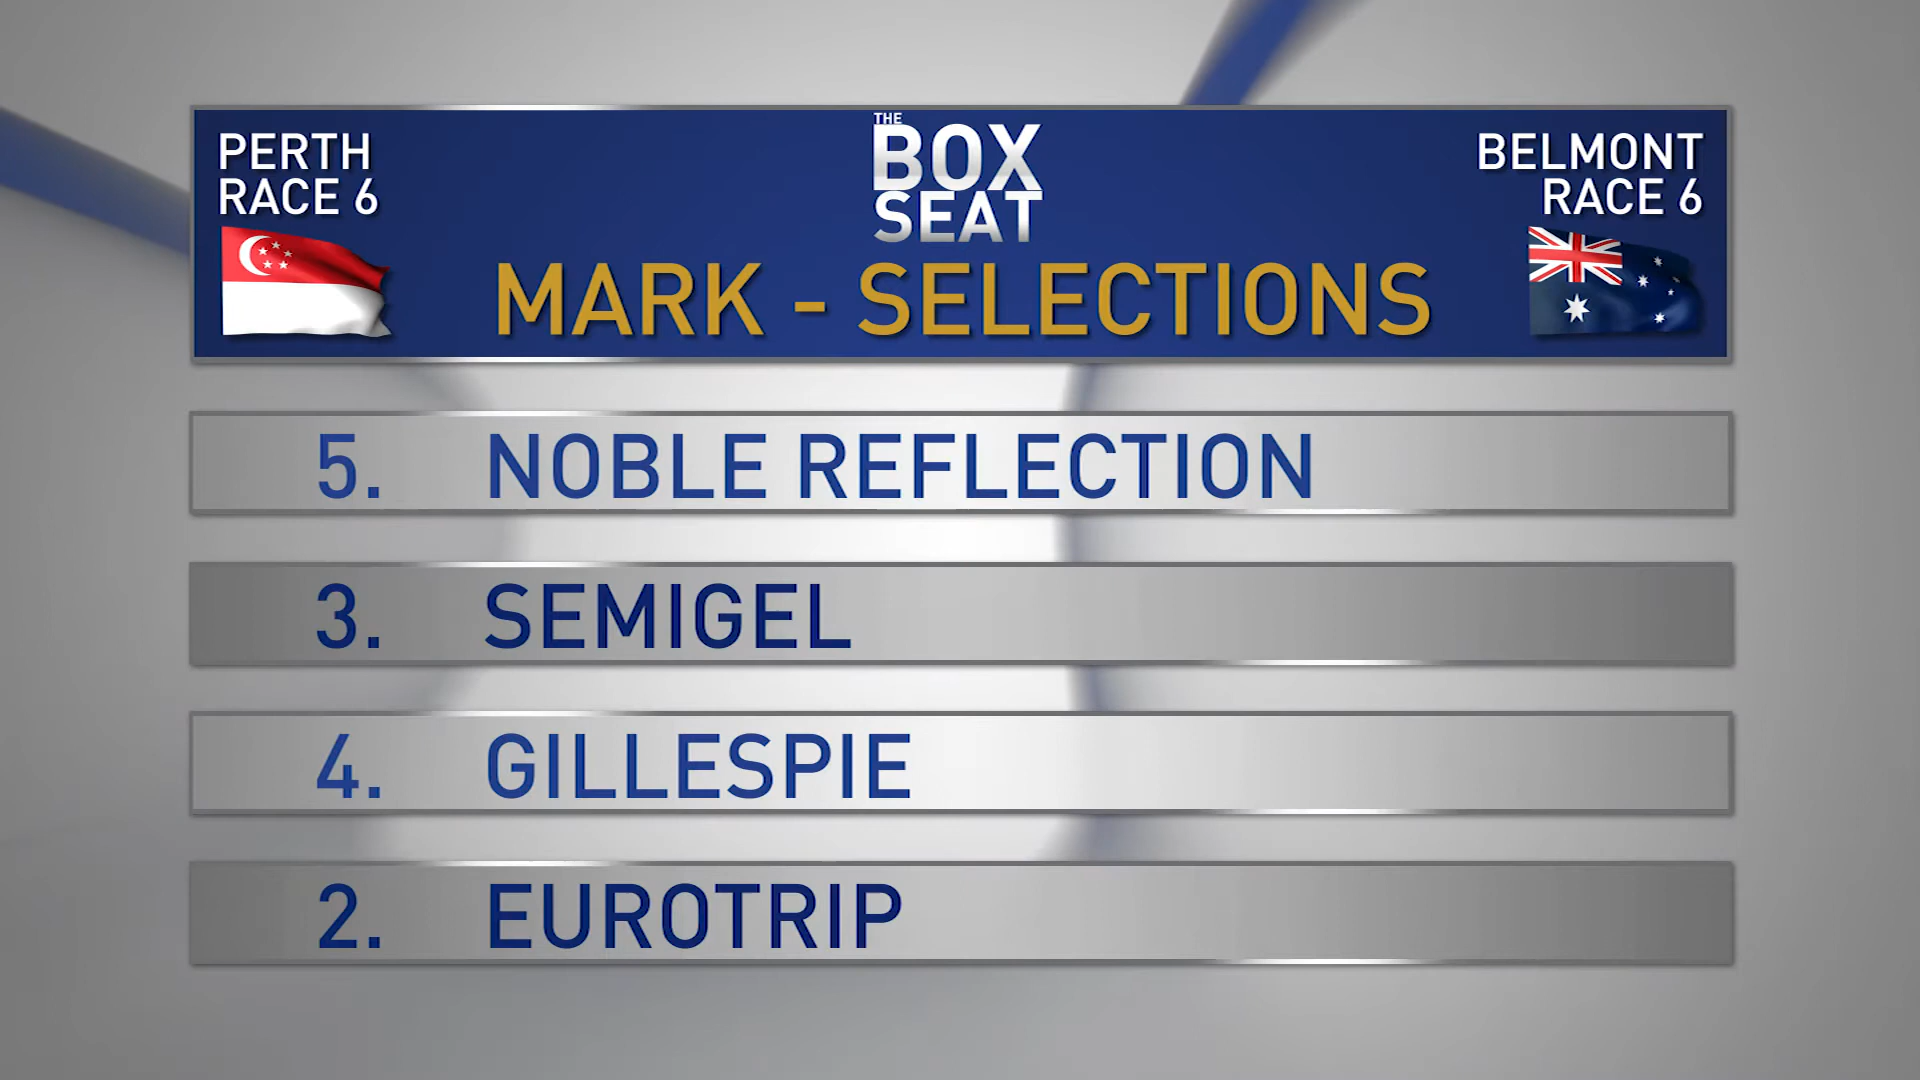 PERTH
RACE 6
THE
BOX
SEAT
BELMONT
RACE 6
MARK - SELECTIONS
5. NOBLE REFLECTION
3. SEMIGEL
4. GILLESPIE
2. EUROTRIP